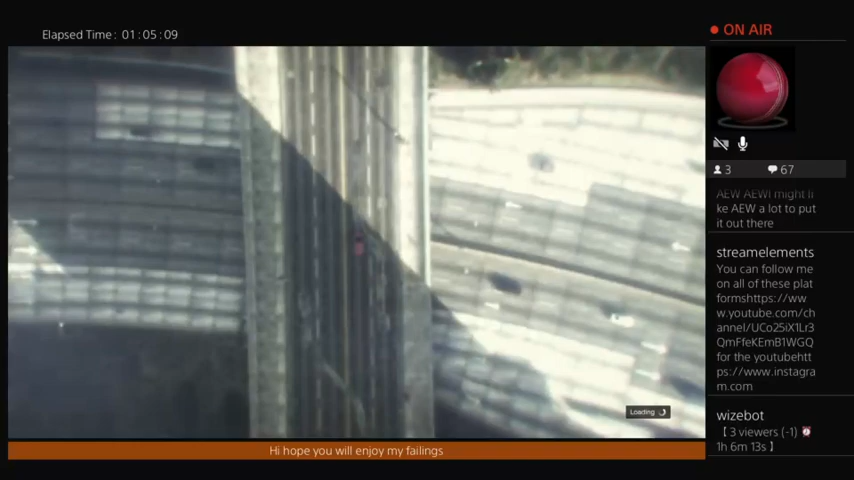 Elapsed Time: 01:05:09
ON AIR
3
67
AEW AEWI might li
ke AEW a lot to put
it out there
streamelements
You can follow me
on all of these plat
formshttps://ww
w.youtube.com/ch
annel/UCo25iX1Lr3
QmFfeKEmB1WGQ
for the youtubehtt
ps://www.instagra
m.com
Loading
wizebot
[ 3 viewers (-1)
1h 6m 13s ]
Hi hope you will enjoy my failings